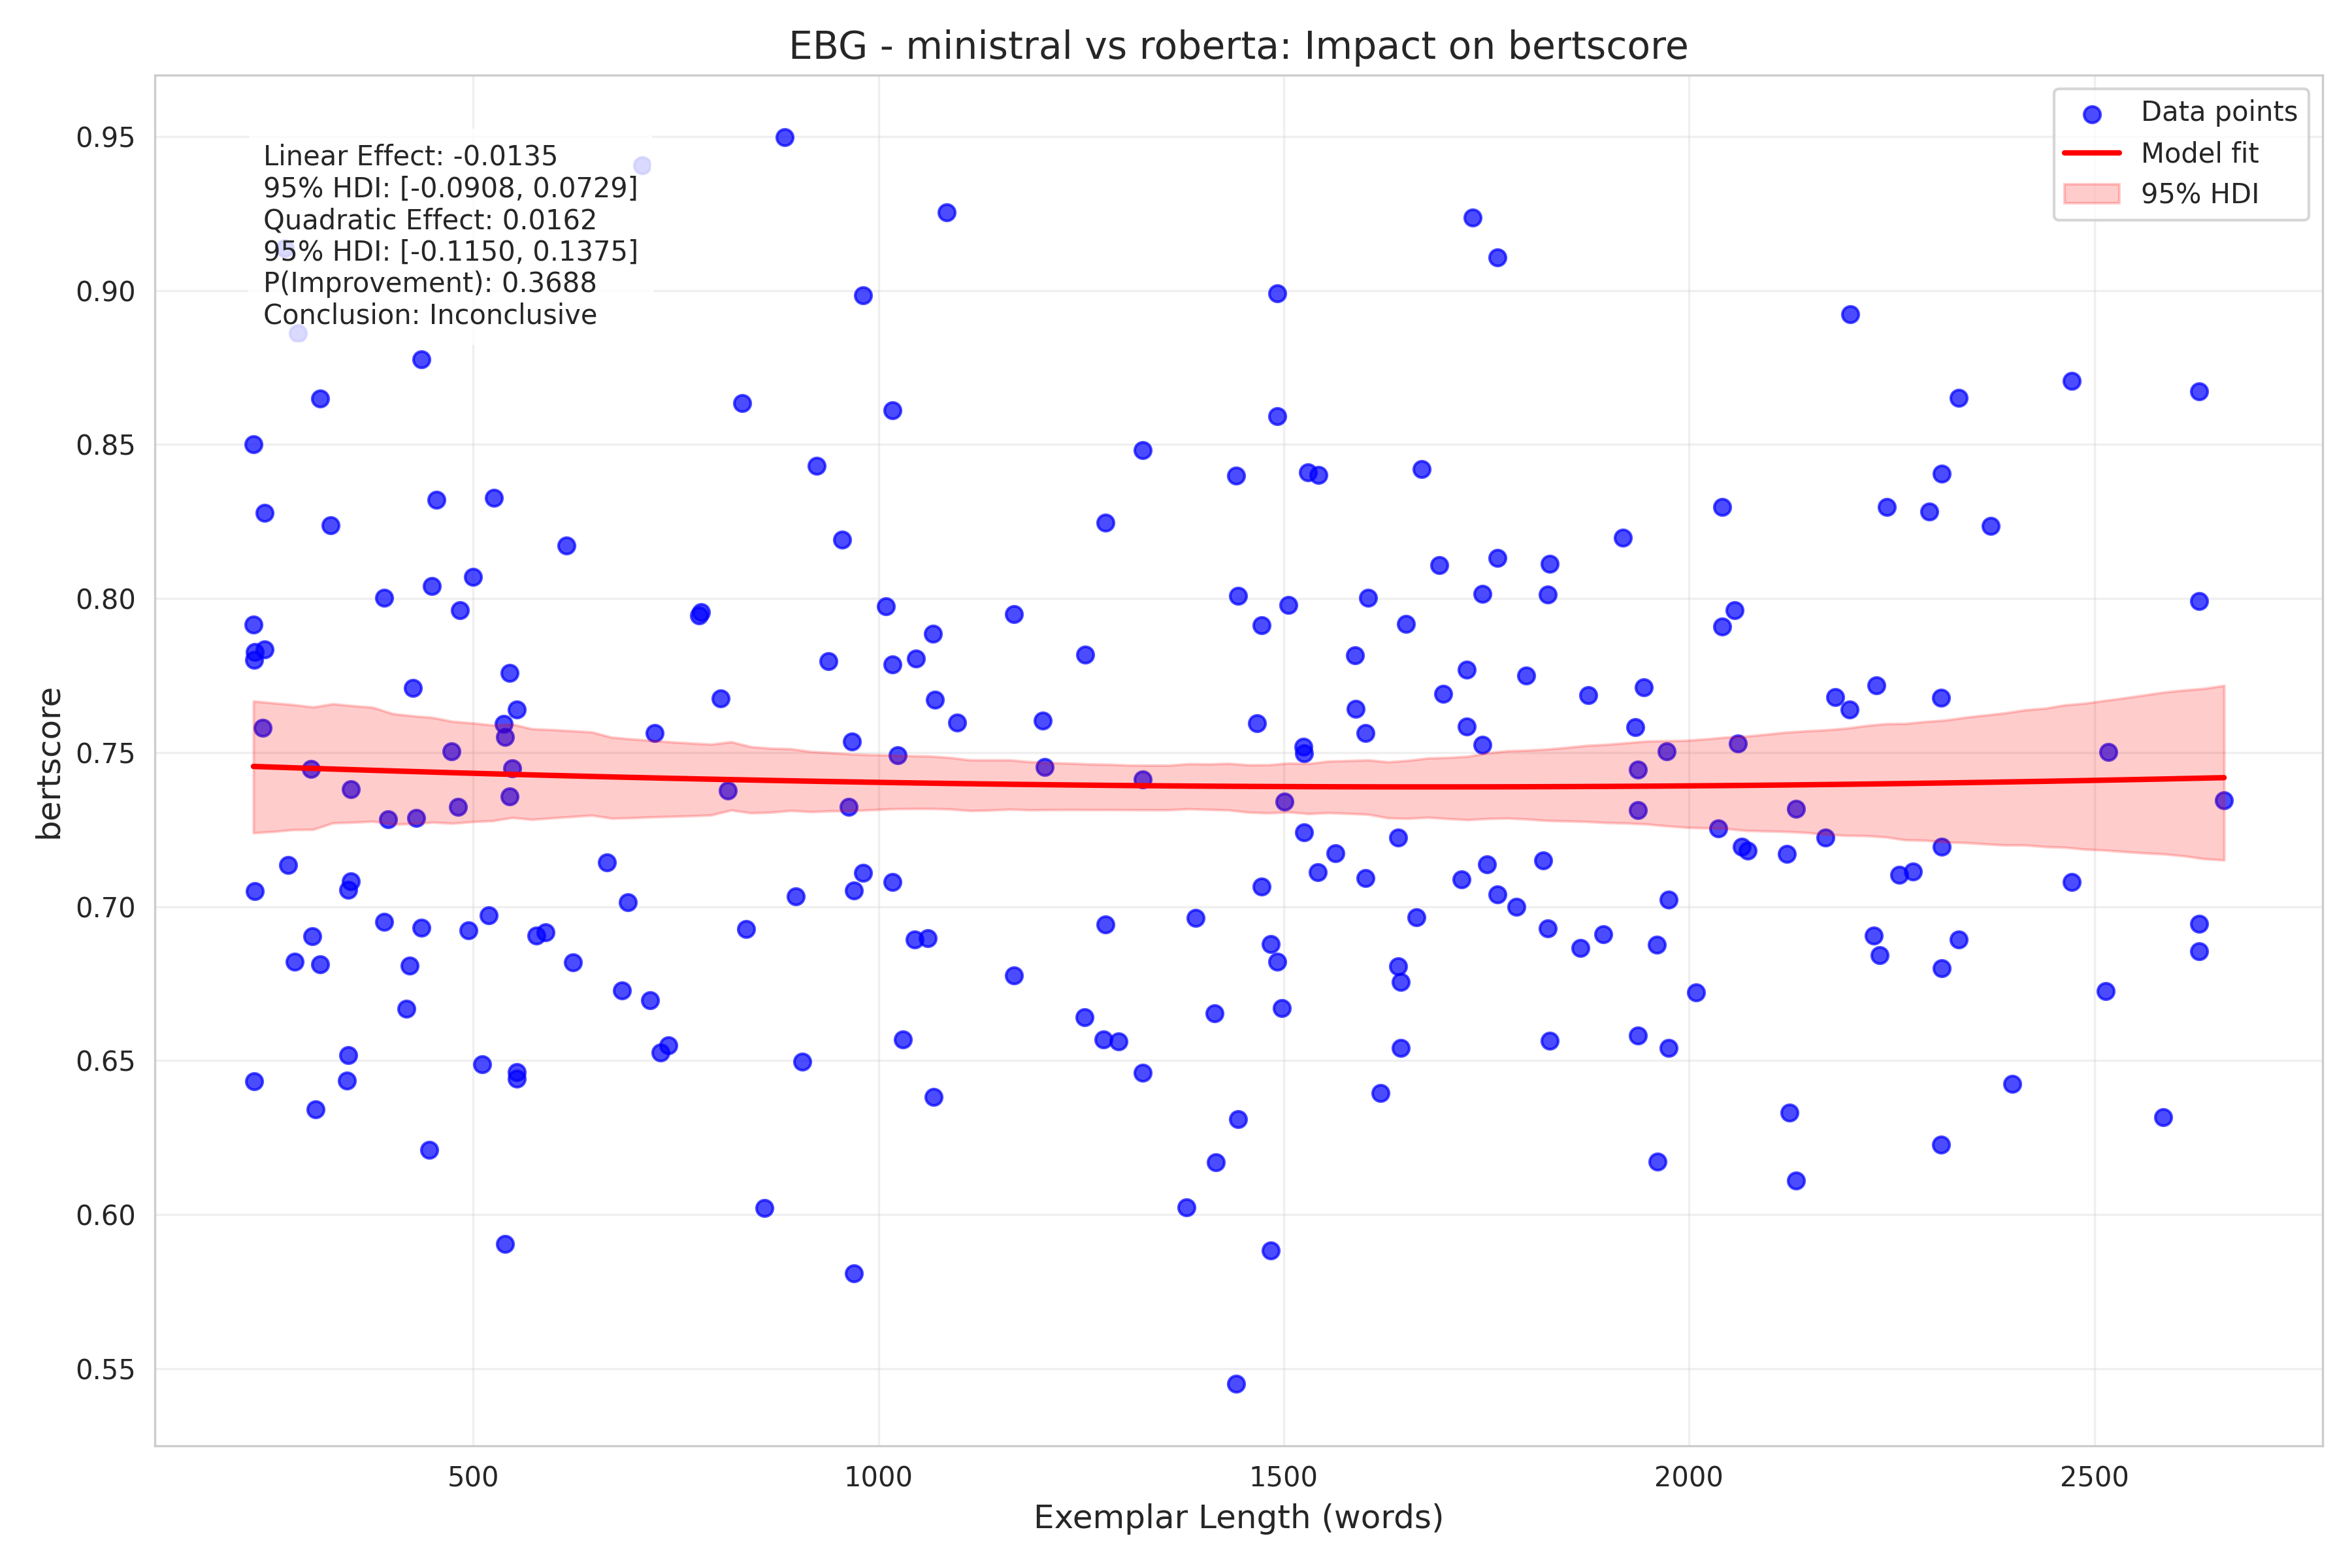 EBG - ministral vs roberta: Impact on bertscore
Linear Effect: -0.0135
95% HDI: [-0.0908, 0.0729]
Quadratic Effect: 0.0162
95% HDI: [-0.1150, 0.1375]
P(Improvement): 0.3688
Conclusion: Inconclusive
Data points
Model fit
95% HDI
bertscore
0.95
0.90
0.85
0.80
0.75
0.70
0.65
0.60
0.55
500 1000 1500 2000 2500
Exemplar Length (words)